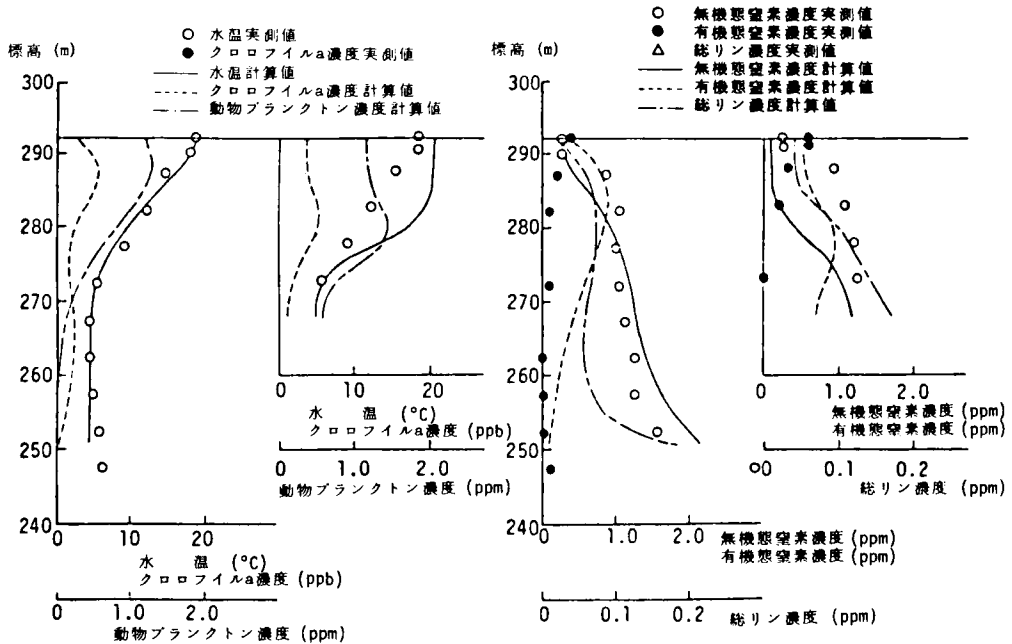 ○ 水温実測値
● クロロフィルa濃度実測値
── 水温計算値
---- クロロフィルa濃度計算値
─・─ 動物プランクトン濃度計算値
標高 (m)
300
290
280
270
260
250
240
0 10 20
水 温 (°C)
クロロフィルa濃度 (ppb)
0 1.0 2.0
動物プランクトン濃度 (ppm)
0 10 20
水 温 (°C)
クロロフィルa濃度 (ppb)
0 1.0 2.0
動物プランクトン濃度 (ppm)
○ 無機態窒素濃度実測値
● 有機態窒素濃度実測値
△ 総リン濃度実測値
── 無機態窒素濃度計算値
---- 有機態窒素濃度計算値
─・─ 総リン濃度計算値
標高 (m)
300
290
280
270
260
250
240
0 1.0 2.0
無機態窒素濃度 (ppm)
有機態窒素濃度 (ppm)
0 0.1 0.2
総リン濃度 (ppm)
0 1.0 2.0
無機態窒素濃度 (ppm)
有機態窒素濃度 (ppm)
0 0.1 0.2
総リン濃度 (ppm)